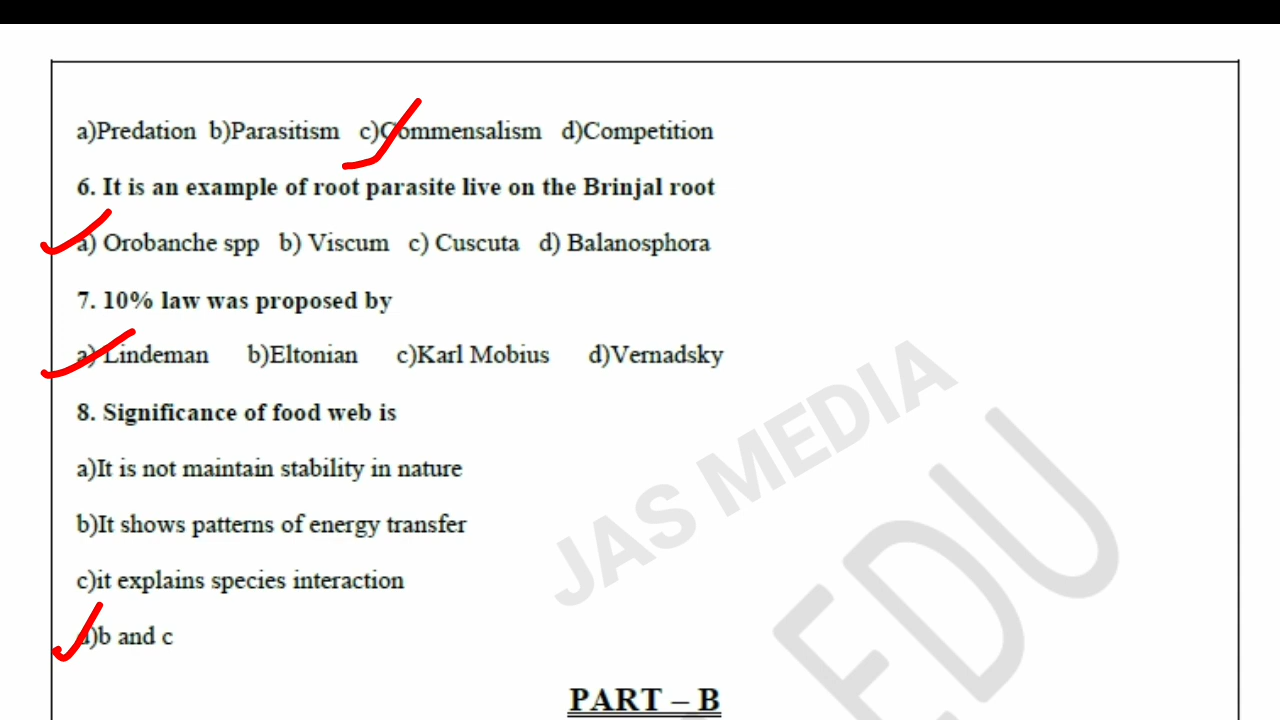 a)Predation b)Parasitism c)Commensalism d)Competition
6. It is an example of root parasite live on the Brinjal root
a) Orobanche spp b) Viscum c) Cuscuta d) Balanosphora
7. 10% law was proposed by
a) Lindeman b)Eltonian c)Karl Mobius d)Vernadsky
8. Significance of food web is
a)It is not maintain stability in nature
b)It shows patterns of energy transfer
c)it explains species interaction
d)b and c
JAS MEDIA
EDU
PART – B